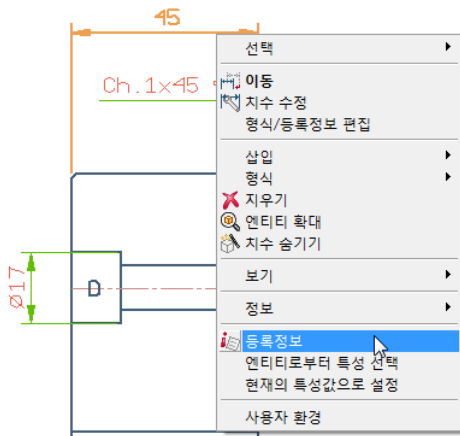 45
Ch.1x45
Ø17
D
선택
이동
치수 수정
형식/등록정보 편집
삽입
형식
지우기
엔티티 확대
치수 숨기기
보기
정보
등록정보
엔티티로부터 특성 선택
현재의 특성값으로 설정
사용자 환경